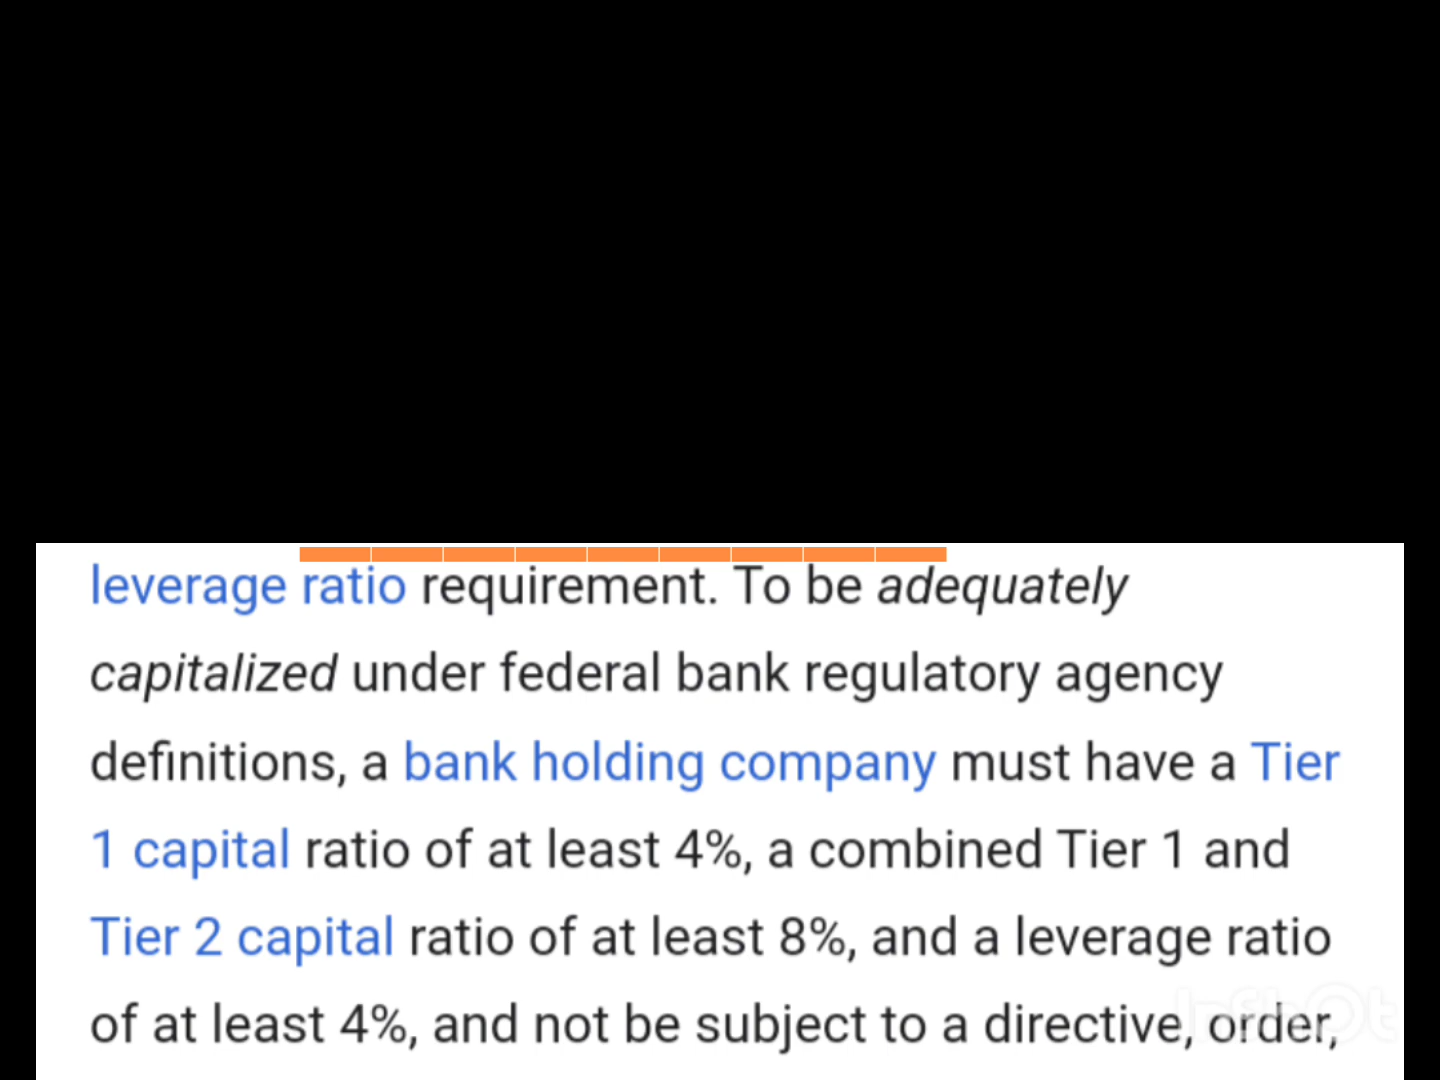 leverage ratio requirement. To be adequately
capitalized under federal bank regulatory agency
definitions, a bank holding company must have a Tier
1 capital ratio of at least 4%, a combined Tier 1 and
Tier 2 capital ratio of at least 8%, and a leverage ratio
of at least 4%, and not be subject to a directive, order,
InShOt